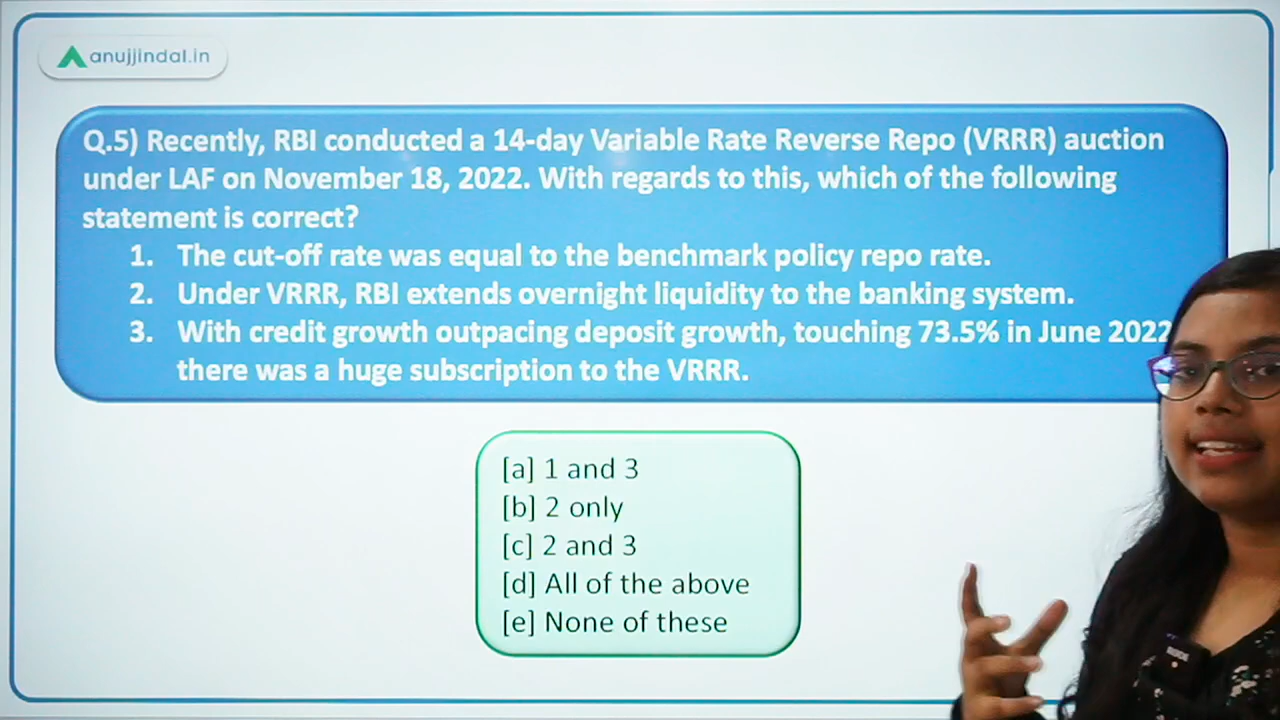 anujjindal.in
Q.5) Recently, RBI conducted a 14-day Variable Rate Reverse Repo (VRRR) auction
under LAF on November 18, 2022. With regards to this, which of the following
statement is correct?
1. The cut-off rate was equal to the benchmark policy repo rate.
2. Under VRRR, RBI extends overnight liquidity to the banking system.
3. With credit growth outpacing deposit growth, touching 73.5% in June 2022
there was a huge subscription to the VRRR.
[a] 1 and 3
[b] 2 only
[c] 2 and 3
[d] All of the above
[e] None of these